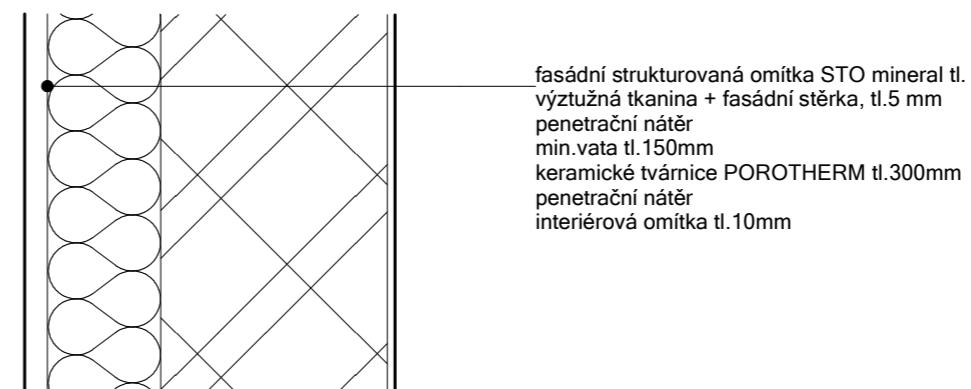 fasádní strukturovaná omítka STO mineral tl.
výztužná tkanina + fasádní stěrka, tl.5 mm
penetrační nátěr
min.vata tl.150mm
keramické tvárnice POROTHERM tl.300mm
penetrační nátěr
interiérová omítka tl.10mm